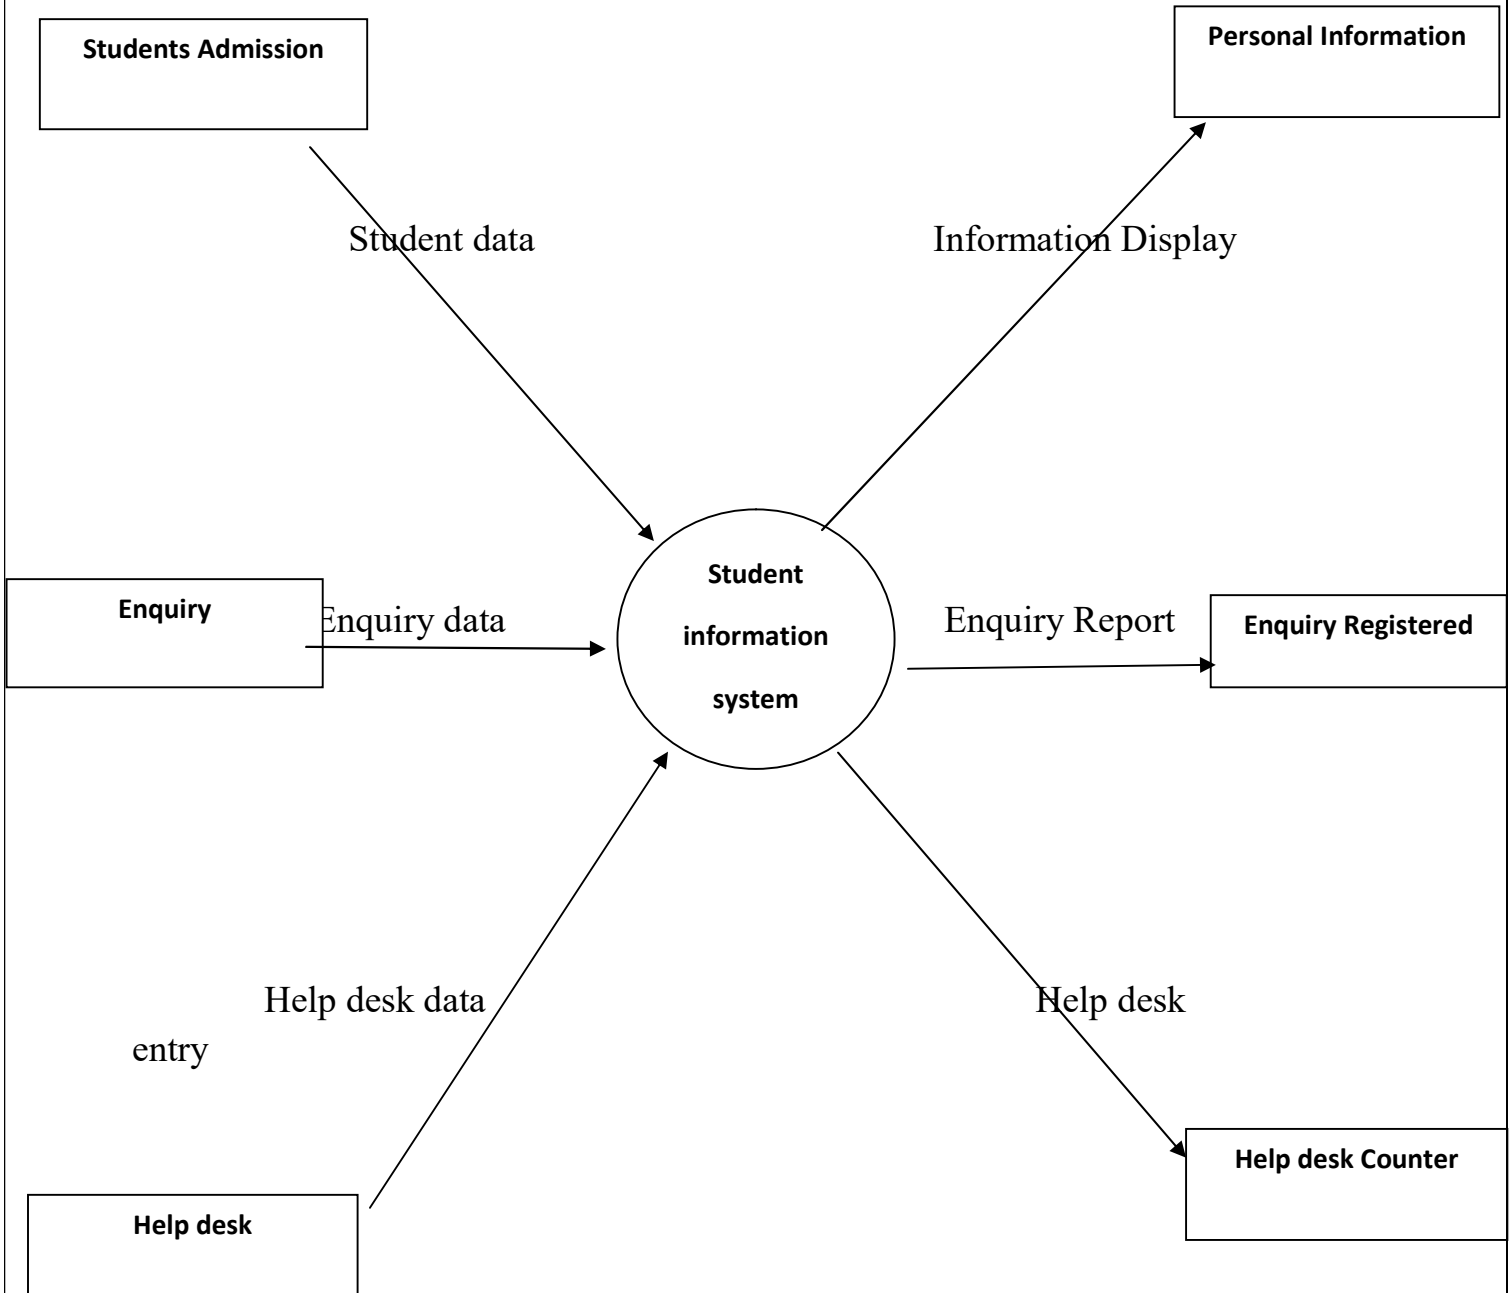 Students Admission
Personal Information
Student data
Information Display
Student
information
system
Enquiry
Enquiry data
Enquiry Report
Enquiry Registered
Help desk data
entry
Help desk
Help desk Counter
Help desk